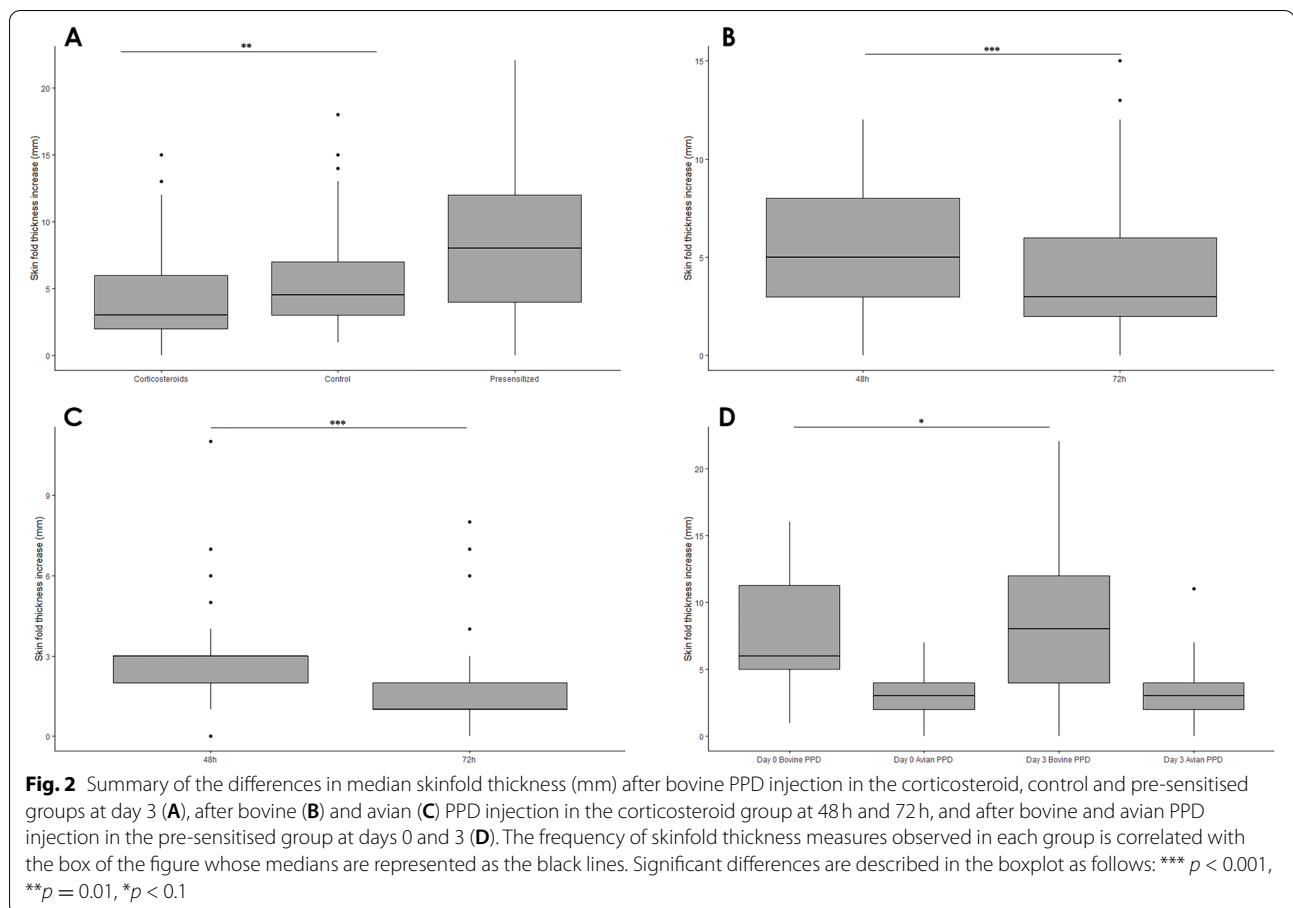 A
**
Skin fold thickness increase (mm)
20
15
10
5
0
Corticosteroids Control Presensitized
B
***
Skin fold thickness increase (mm)
15
10
5
0
48h 72h
C
***
Skin fold thickness increase (mm)
9
6
3
0
48h 72h
D
*
Skin fold thickness increase (mm)
20
15
10
5
0
Day 0 Bovine PPD Day 0 Avian PPD Day 3 Bovine PPD Day 3 Avian PPD
Fig. 2 Summary of the differences in median skinfold thickness (mm) after bovine PPD injection in the corticosteroid, control and pre-sensitised
groups at day 3 (A), after bovine (B) and avian (C) PPD injection in the corticosteroid group at 48 h and 72 h, and after bovine and avian PPD
injection in the pre-sensitised group at days 0 and 3 (D). The frequency of skinfold thickness measures observed in each group is correlated with
the box of the figure whose medians are represented as the black lines. Significant differences are described in the boxplot as follows: *** p < 0.001,
**p = 0.01, *p < 0.1